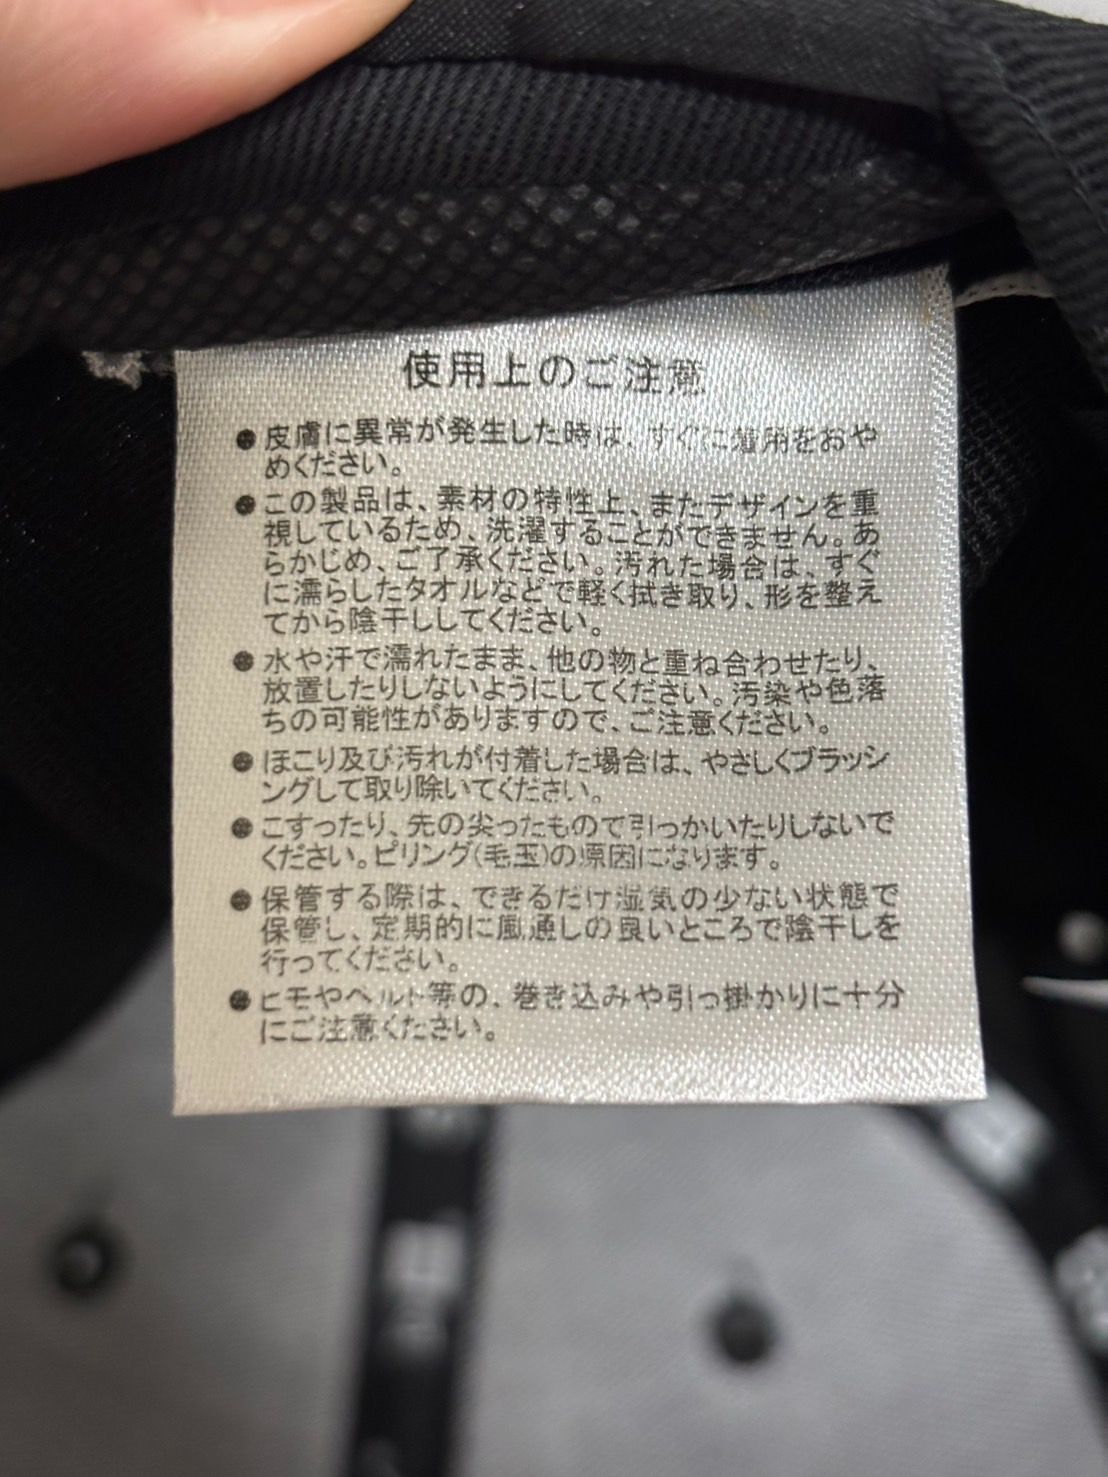 使用上のご注意
●皮膚に異常が発生した時は、すぐに着用をおや
めください。
●この製品は、素材の特性上、またデザインを重
視しているため、洗濯することができません。あ
らかじめ、ご了承ください。汚れた場合は、すぐ
に濡らしたタオルなどで軽く拭き取り、形を整え
てから陰干ししてください。
●水や汗で濡れたまま、他の物と重ね合わせたり、
放置したりしないようにしてください。汚染や色落
ちの可能性がありますので、ご注意ください。
●ほこり及び汚れが付着した場合は、やさしくブラッシ
ングして取り除いてください。
●こすったり、先の尖ったもので引っかいたりしないで
ください。ピリング(毛玉)の原因になります。
●保管する際は、できるだけ湿気の少ない状態で
保管し、定期的に風通しの良いところで陰干しを
行ってください。
●ヒモやベルト等の、巻き込みや引っ掛かりに十分
にご注意ください。